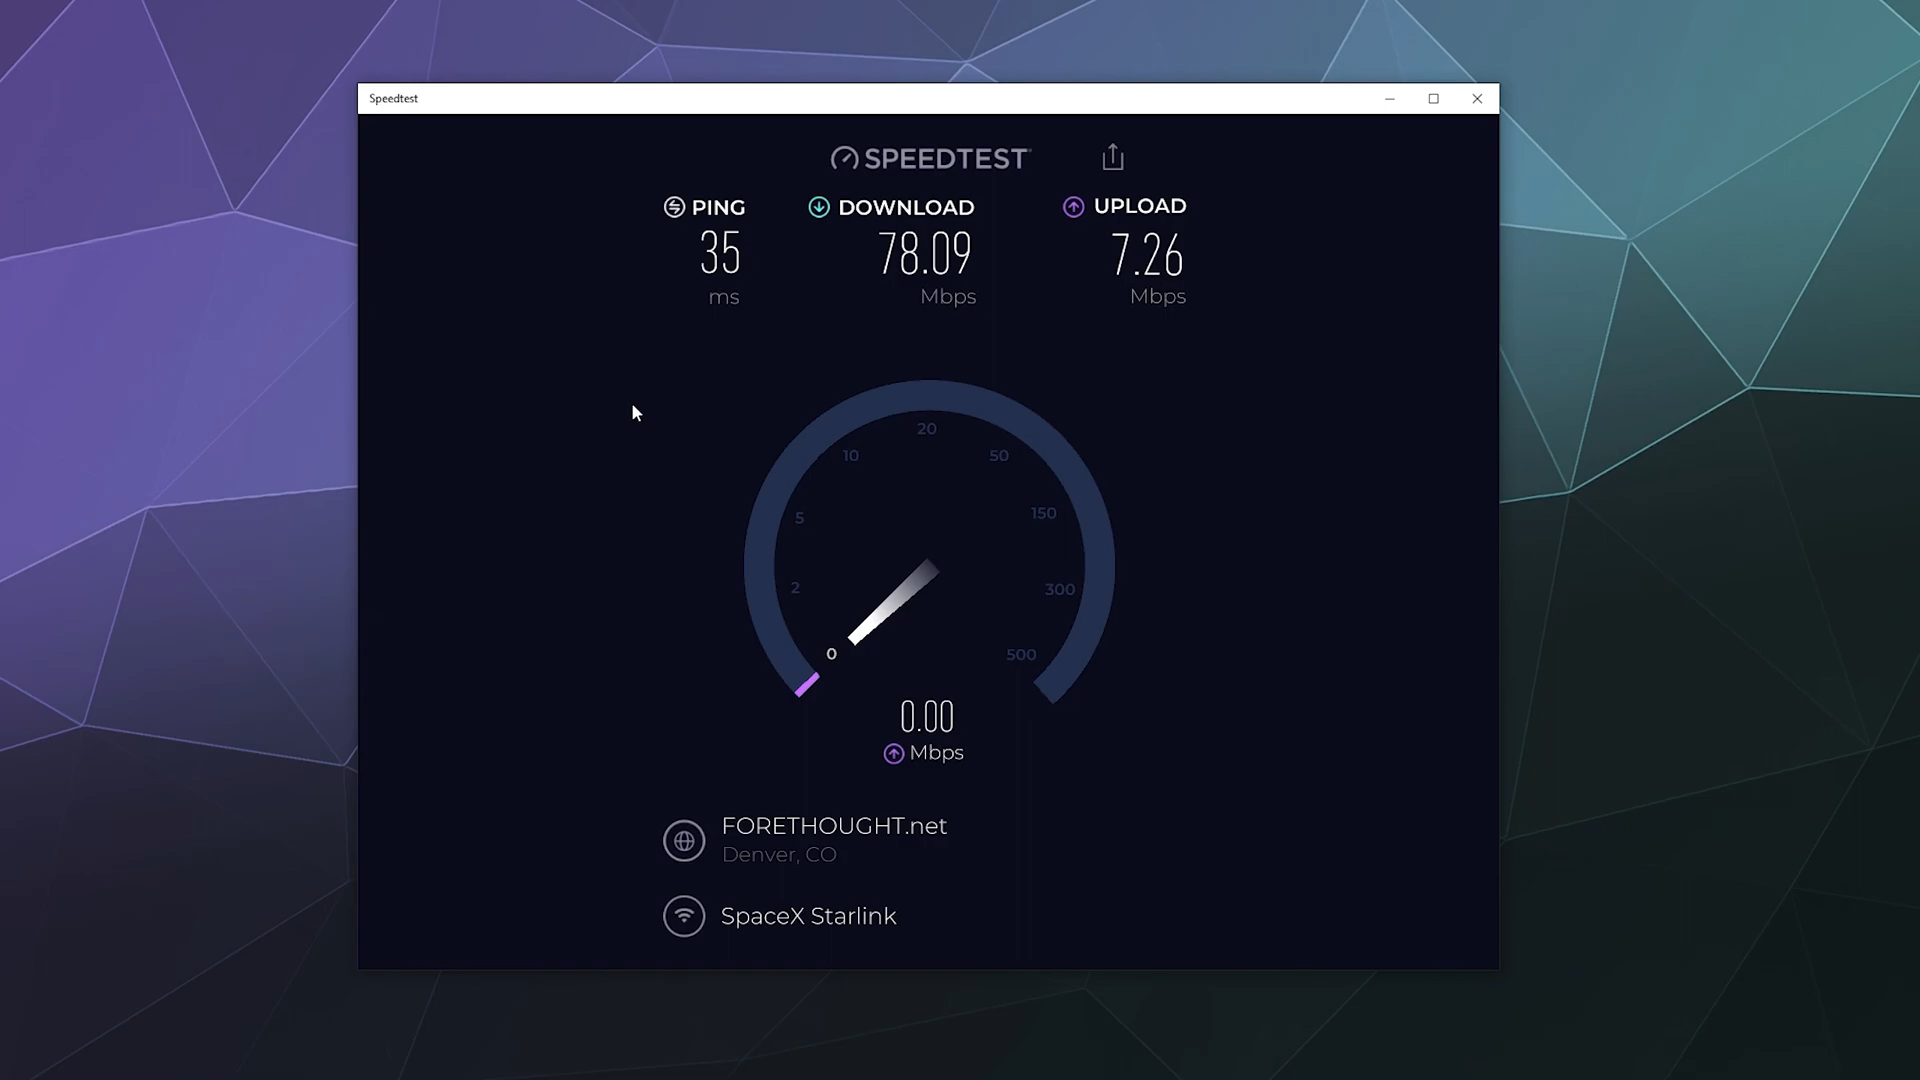 Speedtest
SPEEDTEST
PING
DOWNLOAD
UPLOAD
35
78.09
7.26
ms
Mbps
Mbps
20
10
50
5
150
2
300
0
500
0.00
Mbps
FORETHOUGHT.net
Denver, CO
SpaceX Starlink